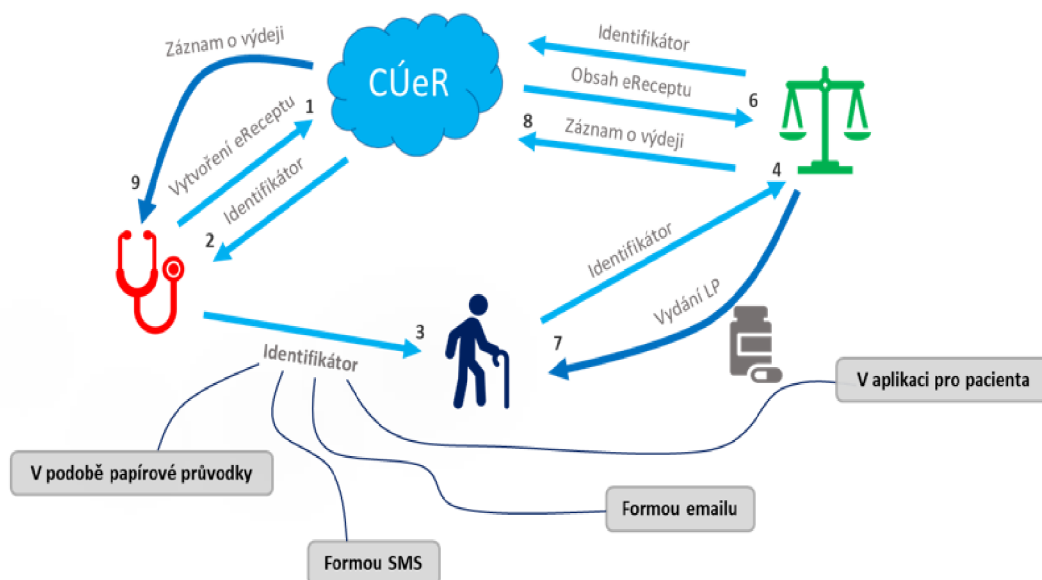 Záznam o výdeji
CÚeR
Identifikátor
Obsah eReceptu
6
1
8
Záznam o výdeji
Vytvoření eReceptu
9
Identifikátor
4
2
Identifikátor
3
Vydání LP
7
Identifikátor
V aplikaci pro pacienta
V podobě papírové průvodky
Formou emailu
Formou SMS